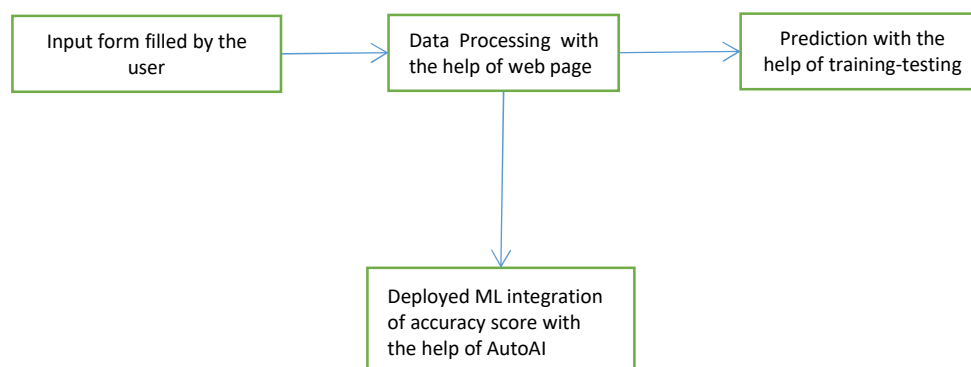 Input form filled by the
user
Data Processing with
the help of web page
Prediction with the
help of training-testing
Deployed ML integration
of accuracy score with
the help of AutoAI